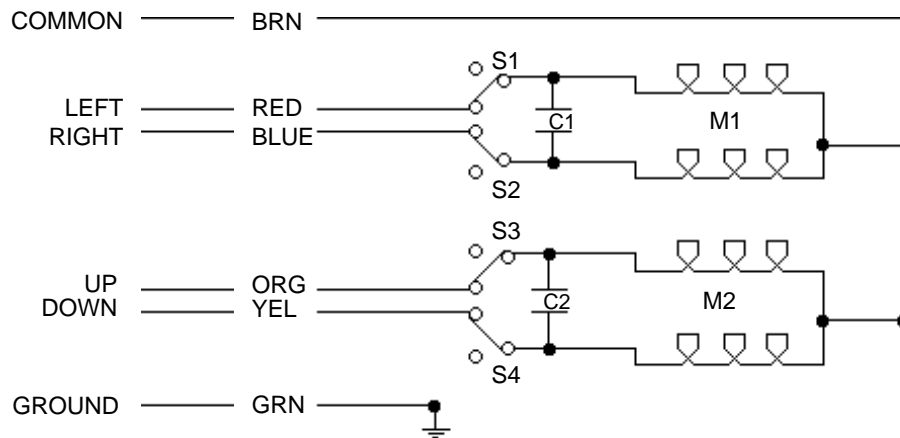 COMMON BRN
S1
LEFT RED
C1 M1
RIGHT BLUE
S2
S3
UP ORG
C2 M2
DOWN YEL
S4
GROUND GRN